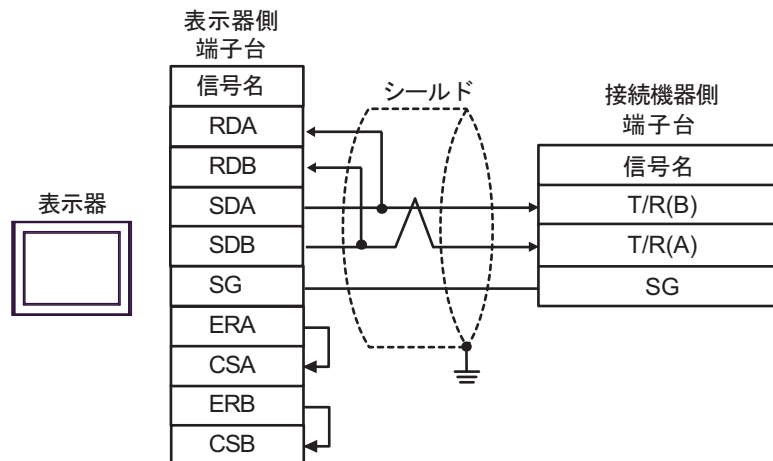 表示器側
端子台
信号名
RDA
RDB
SDA
SDB
SG
ERA
CSA
ERB
CSB
表示器
シールド
接続機器側
端子台
信号名
T/R(B)
T/R(A)
SG